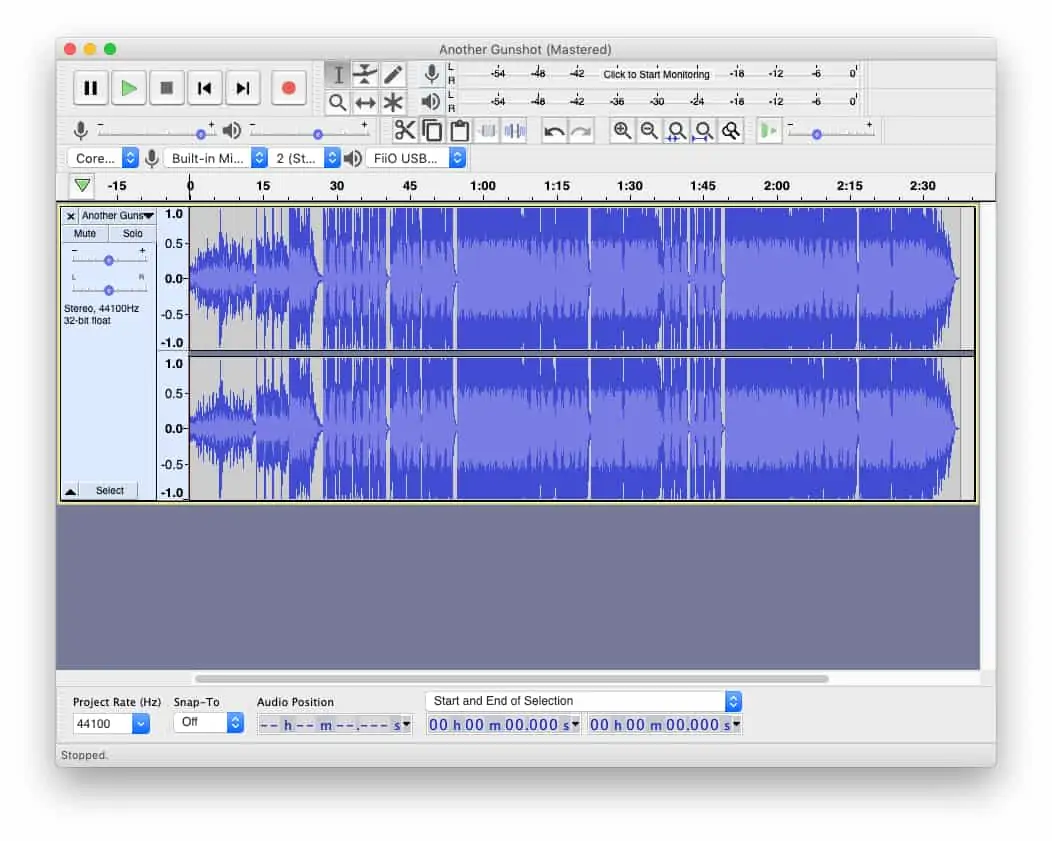 Another Gunshot (Mastered)
L
R
-54 -48 -42 Click to Start Monitoring -18 -12 -6 0
L
R
-54 -48 -42 -36 -30 -24 -18 -12 -6 0
- + - + - +
Core... Built-in Mi... 2 (St... FiiO USB...
-15 0 15 30 45 1:00 1:15 1:30 1:45 2:00 2:15 2:30
× Another Guns
Mute Solo
- +
L R
Stereo, 44100Hz
32-bit float
Select
1.0
0.5
0.0
-0.5
-1.0
1.0
0.5
0.0
-0.5
-1.0
Project Rate (Hz) Snap-To Audio Position Start and End of Selection
44100 Off -- h -- m --.--- s 00 h 00 m 00.000 s 00 h 00 m 00.000 s
Stopped.